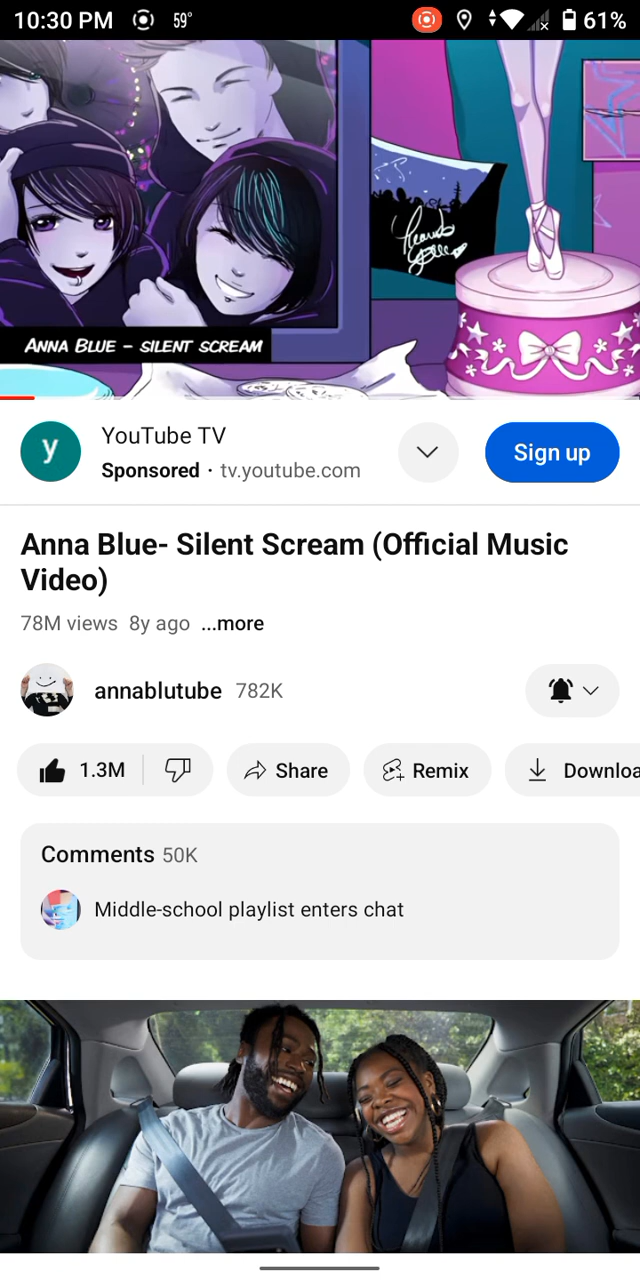 10:30 PM 59° 61%
ANNA BLUE - SILENT SCREAM
y
YouTube TV
Sponsored · tv.youtube.com
Sign up
Anna Blue- Silent Scream (Official Music
Video)
78M views 8y ago ...more
annablutube 782K
1.3M Share Remix Downloa
Comments 50K
Middle-school playlist enters chat